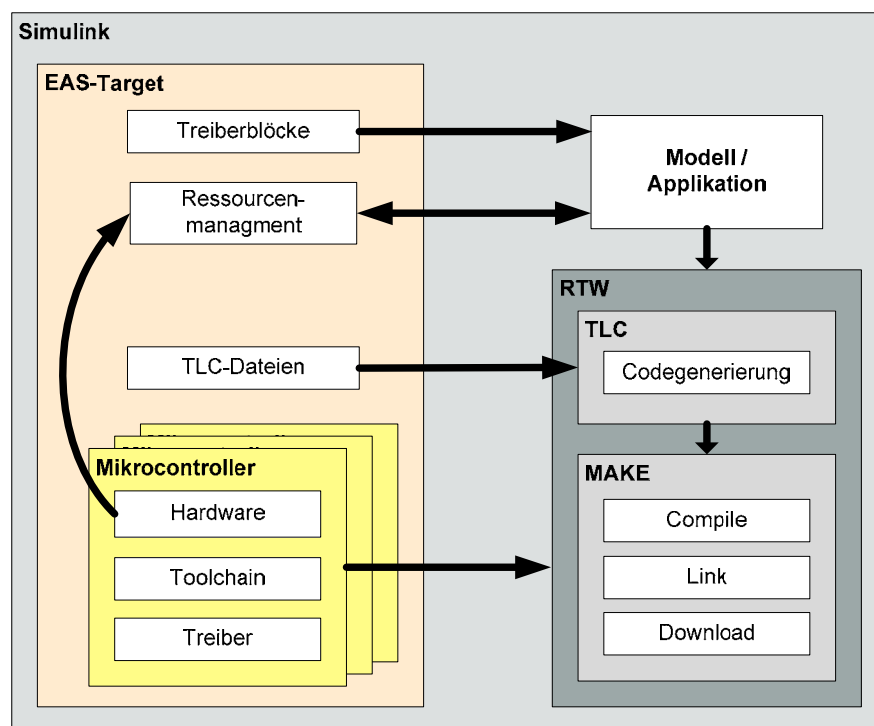 Simulink
EAS-Target
Treiberblöcke
Ressourcen-
managment
TLC-Dateien
Mikrocontroller
Hardware
Toolchain
Treiber
Modell /
Applikation
RTW
TLC
Codegenerierung
MAKE
Compile
Link
Download